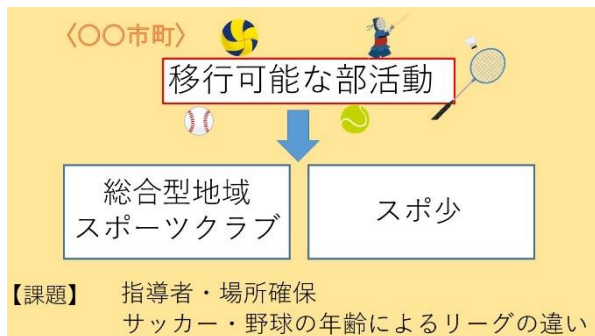 〈〇〇市町〉
移行可能な部活動
総合型地域
スポーツクラブ
スポ少
【課題】 指導者・場所確保
サッカー・野球の年齢によるリーグの違い